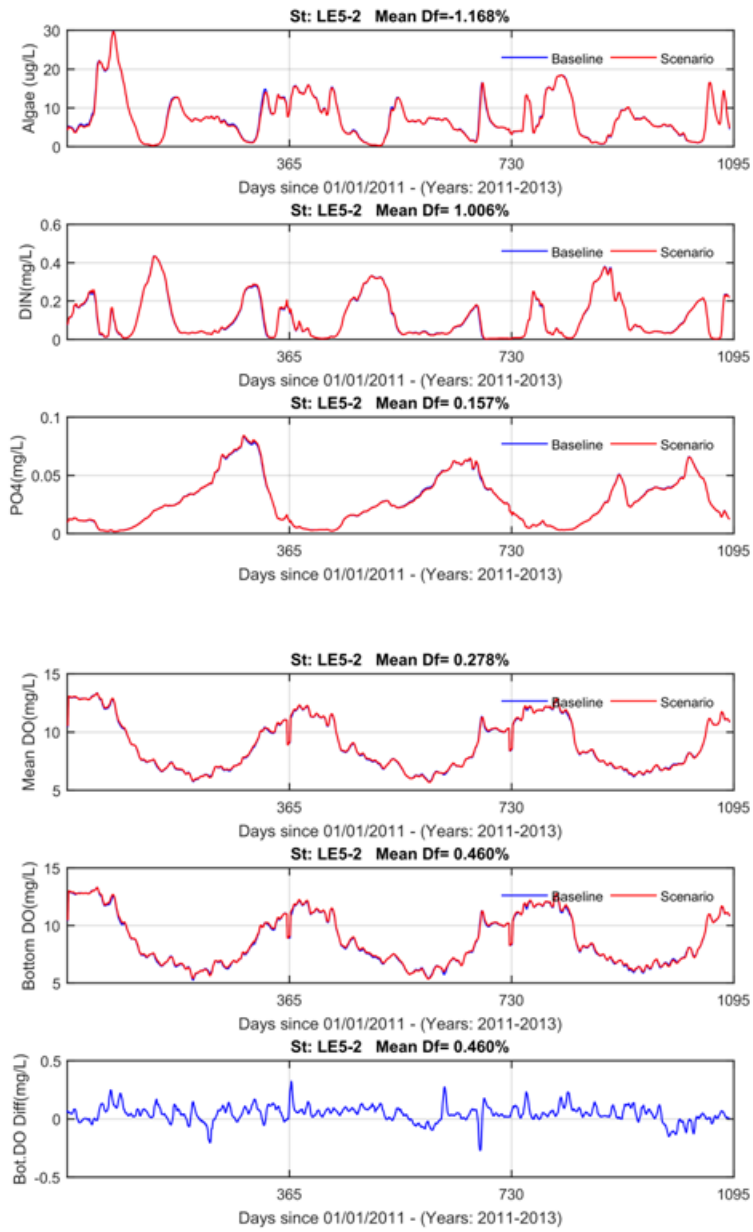 St: LE5-2 Mean Df=-1.168%
Algae (ug/L)
30
20
10
0
Baseline Scenario
365 730 1095
Days since 01/01/2011 - (Years: 2011-2013)
St: LE5-2 Mean Df= 1.006%
DIN(mg/L)
0.6
0.4
0.2
0
Baseline Scenario
365 730 1095
Days since 01/01/2011 - (Years: 2011-2013)
St: LE5-2 Mean Df= 0.157%
PO4(mg/L)
0.1
0.05
0
Baseline Scenario
365 730 1095
Days since 01/01/2011 - (Years: 2011-2013)
St: LE5-2 Mean Df= 0.278%
Mean DO(mg/L)
15
10
5
Baseline Scenario
365 730 1095
Days since 01/01/2011 - (Years: 2011-2013)
St: LE5-2 Mean Df= 0.460%
Bottom DO(mg/L)
15
10
5
Baseline Scenario
365 730 1095
Days since 01/01/2011 - (Years: 2011-2013)
St: LE5-2 Mean Df= 0.460%
Bot.DO Diff(mg/L)
0.5
0
-0.5
365 730 1095
Days since 01/01/2011 - (Years: 2011-2013)